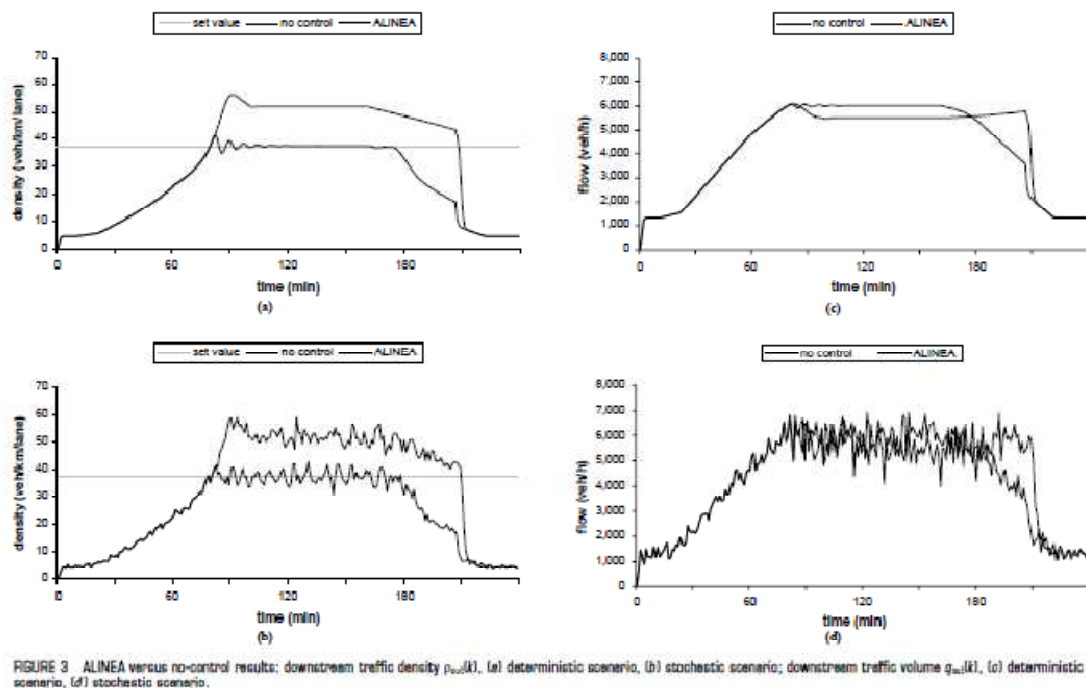 set value no control ALINEA
70
60
50
40
30
20
10
0
density (veh/km/lane)
0 60 120 180
time (min)
(a)
no control ALINEA
8,000
7,000
6,000
5,000
4,000
3,000
2,000
1,000
0
flow (veh/h)
0 60 120 180
time (min)
(c)
set value no control ALINEA
70
60
50
40
30
20
10
0
density (veh/km/lane)
0 60 120 180
time (min)
(b)
no control ALINEA
8,000
7,000
6,000
5,000
4,000
3,000
2,000
1,000
0
flow (veh/h)
0 60 120 180
time (min)
(d)
FIGURE 3 ALINEA versus no-control results: downstream traffic density ρout(k), (a) deterministic scenario, (b) stochastic scenario; downstream traffic volume qout(k), (c) deterministic
scenario, (d) stochastic scenario.